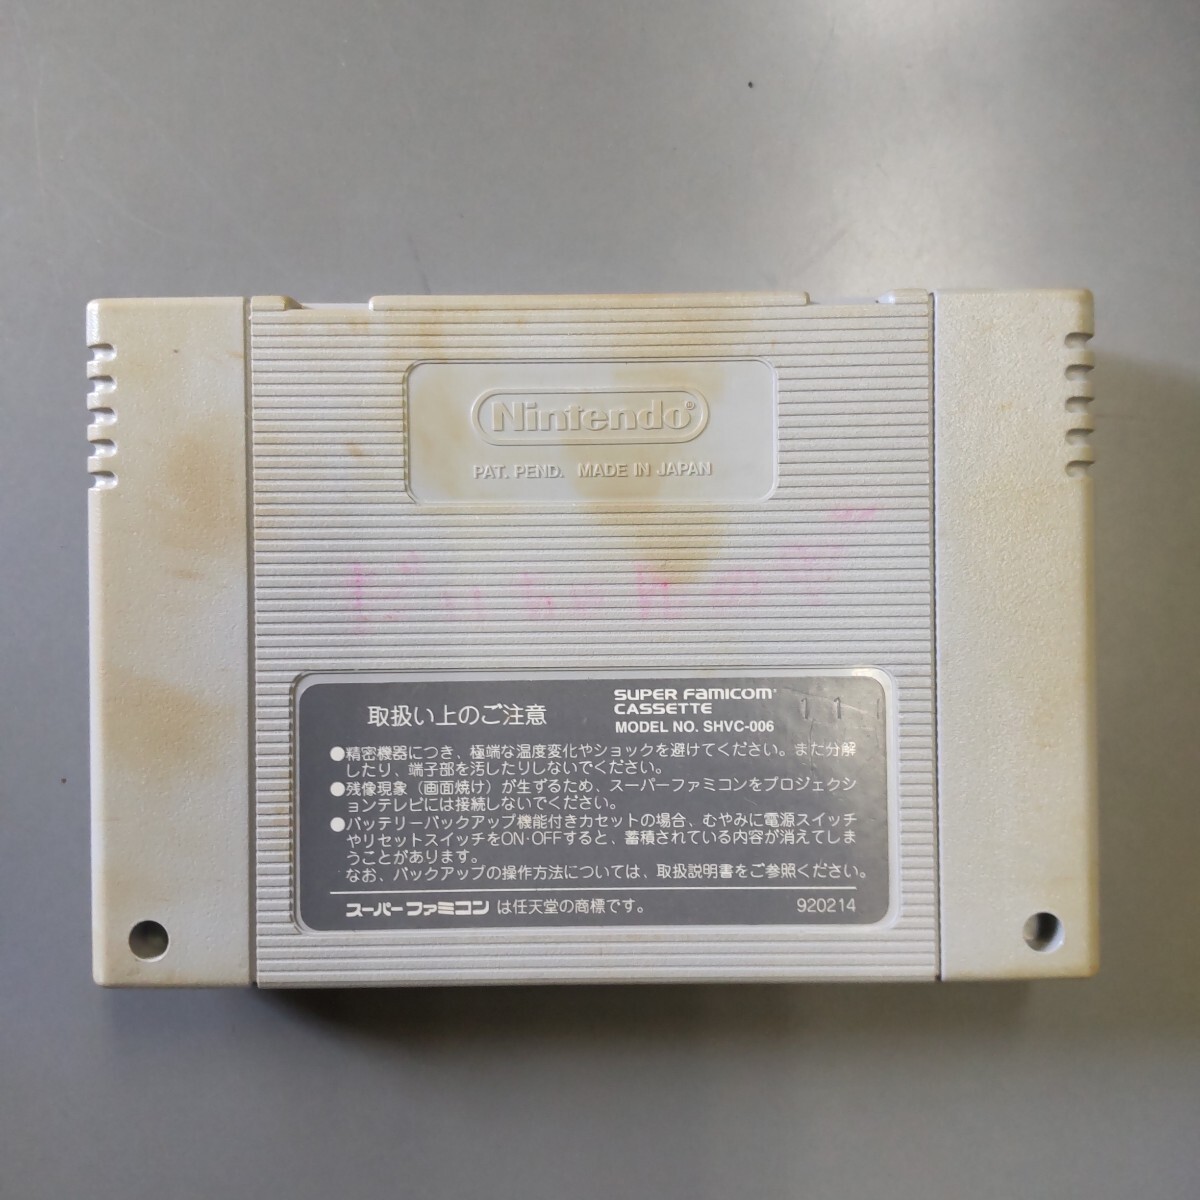 Nintendo®
PAT. PEND. MADE IN JAPAN
取扱い上のご注意
SUPER FAMICOM
CASSETTE
MODEL NO. SHVC-006
11
●精密機器につき、極端な温度変化やショックを避けてください。また分解
したり、端子部を汚したりしないでください。
●残像現象（画面焼け）が生ずるため、スーパーファミコンをプロジェクシ
ョンテレビには接続しないでください。
●バッテリーバックアップ機能付きカセットの場合、むやみに電源スイッチ
やリセットスイッチをON·OFFすると、蓄積されている内容が消えてしま
うことがあります。
なお、バックアップの操作方法については、取扱説明書をご参照ください。
スーパーファミコンは任天堂の商標です。
920214